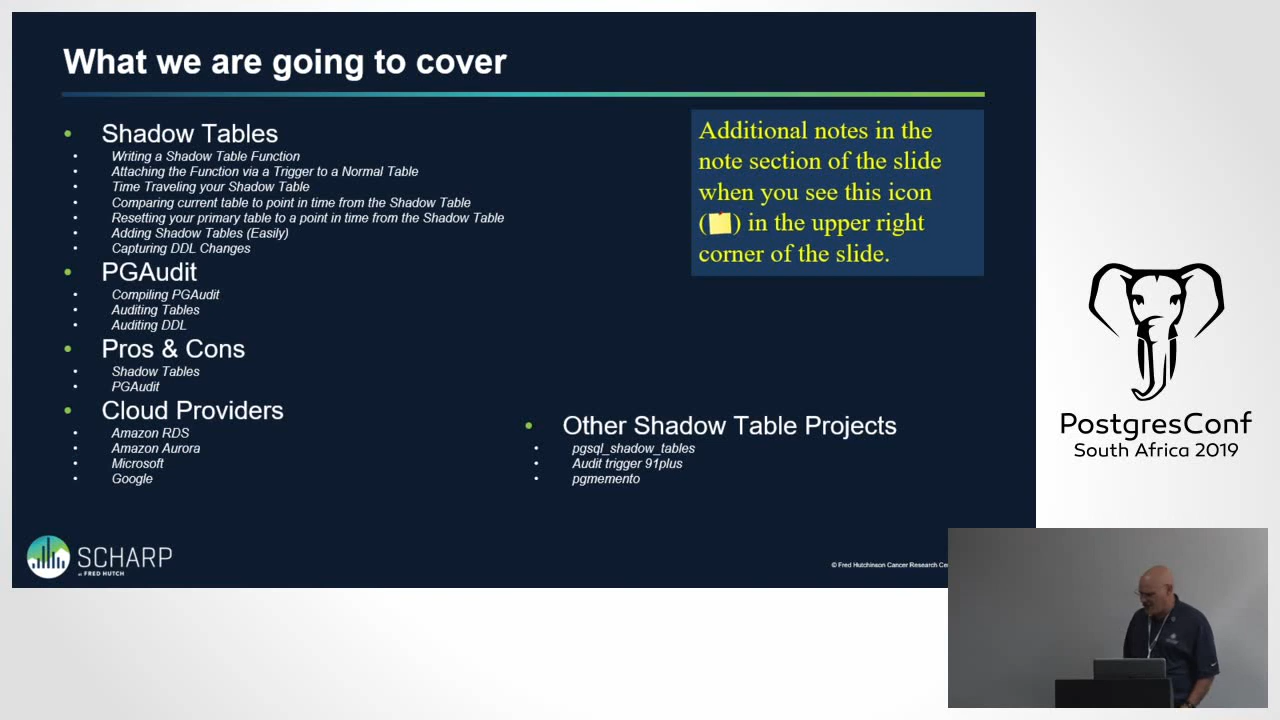 What we are going to cover
• Shadow Tables
• Writing a Shadow Table Function
• Attaching the Function via a Trigger to a Normal Table
• Time Traveling your Shadow Table
• Comparing current table to point in time from the Shadow Table
• Resetting your primary table to a point in time from the Shadow Table
• Adding Shadow Tables (Easily)
• Capturing DDL Changes
• PGAudit
• Compiling PGAudit
• Auditing Tables
• Auditing DDL
• Pros & Cons
• Shadow Tables
• PGAudit
• Cloud Providers
• Amazon RDS
• Amazon Aurora
• Microsoft
• Google
Additional notes in the
note section of the slide
when you see this icon
( ) in the upper right
corner of the slide.
• Other Shadow Table Projects
• pgsql_shadow_tables
• Audit trigger 91plus
• pgmemento
SCHARP
at FRED HUTCH
© Fred Hutchinson Cancer Research
PostgresConf
South Africa 2019